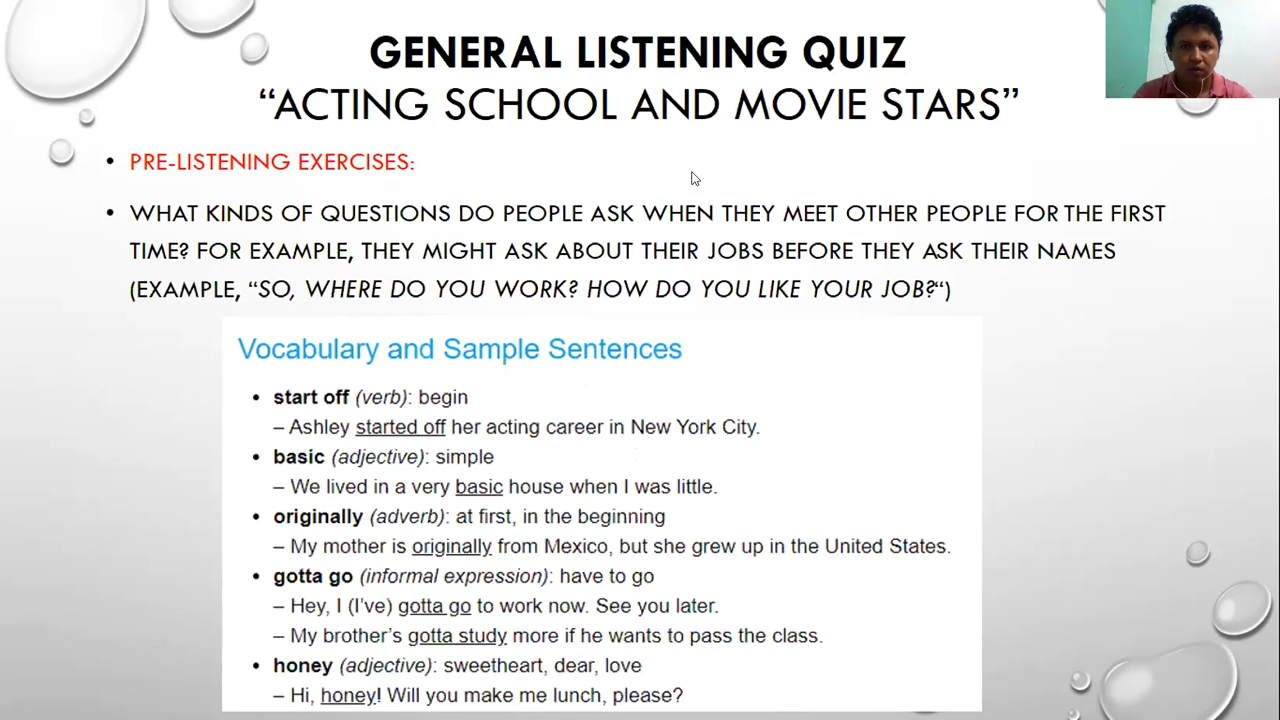 GENERAL LISTENING QUIZ
“ACTING SCHOOL AND MOVIE STARS”
• PRE-LISTENING EXERCISES:
• WHAT KINDS OF QUESTIONS DO PEOPLE ASK WHEN THEY MEET OTHER PEOPLE FOR THE FIRST
TIME? FOR EXAMPLE, THEY MIGHT ASK ABOUT THEIR JOBS BEFORE THEY ASK THEIR NAMES
(EXAMPLE, “SO, WHERE DO YOU WORK? HOW DO YOU LIKE YOUR JOB?“)
Vocabulary and Sample Sentences
• start off (verb): begin
– Ashley started off her acting career in New York City.
• basic (adjective): simple
– We lived in a very basic house when I was little.
• originally (adverb): at first, in the beginning
– My mother is originally from Mexico, but she grew up in the United States.
• gotta go (informal expression): have to go
– Hey, I (I’ve) gotta go to work now. See you later.
– My brother’s gotta study more if he wants to pass the class.
• honey (adjective): sweetheart, dear, love
– Hi, honey! Will you make me lunch, please?